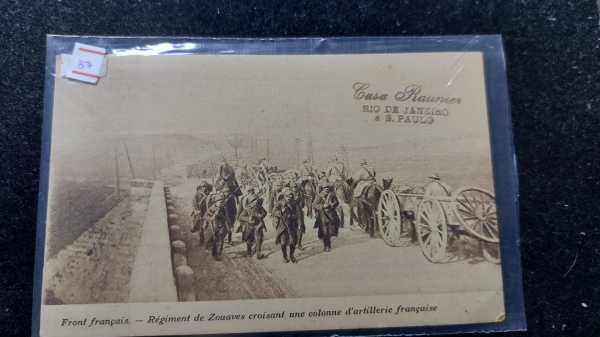 37
Casa Raunier
RIO DE JANEIRO
e S. PAULO
Front français. — Régiment de Zouaves croisant une colonne d'artillerie française